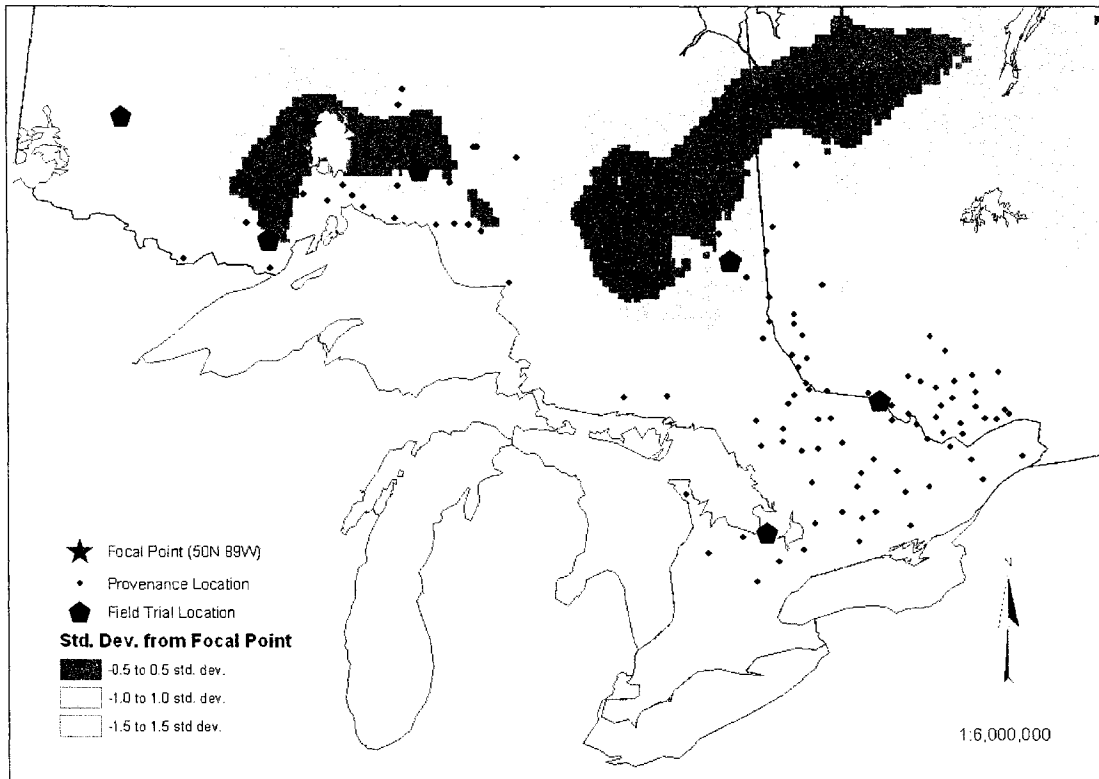 N
Focal Point (50N 89W)
Provenance Location
Field Trial Location
Std. Dev. from Focal Point
-0.5 to 0.5 std. dev.
-1.0 to 1.0 std. dev.
-1.5 to 1.5 std dev.
1:6,000,000